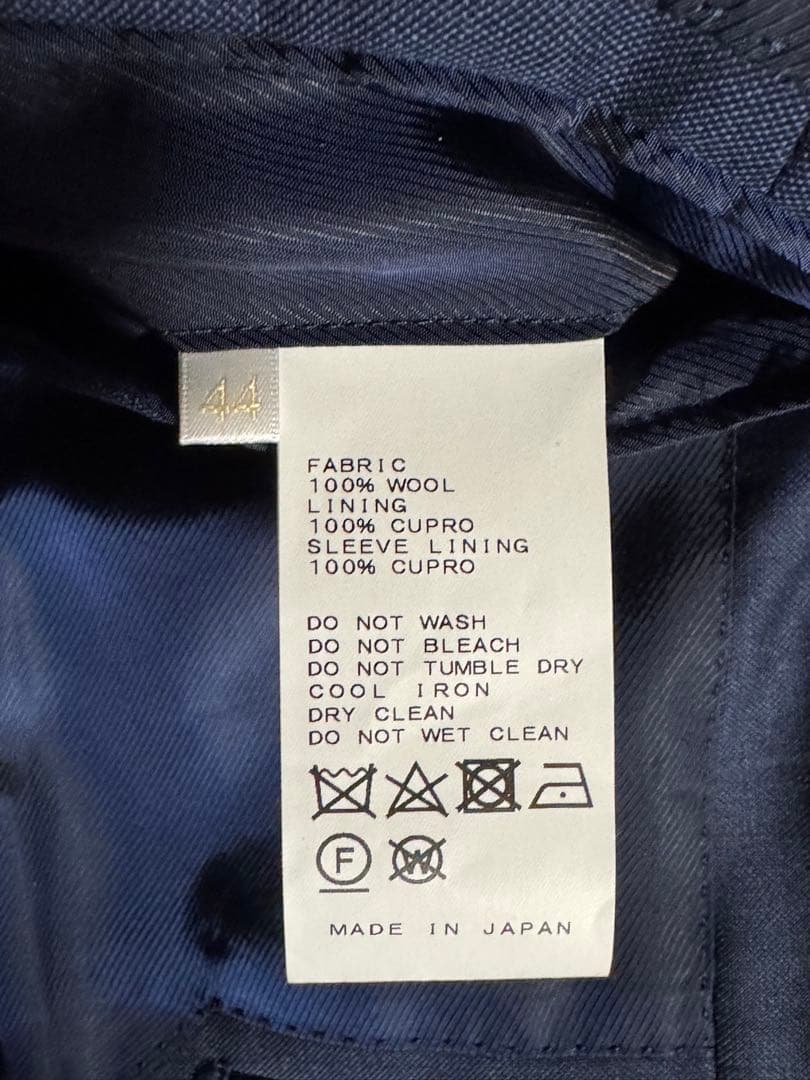 44
FABRIC
100% WOOL
LINING
100% CUPRO
SLEEVE LINING
100% CUPRO
DO NOT WASH
DO NOT BLEACH
DO NOT TUMBLE DRY
COOL IRON
DRY CLEAN
DO NOT WET CLEAN
F W
MADE IN JAPAN